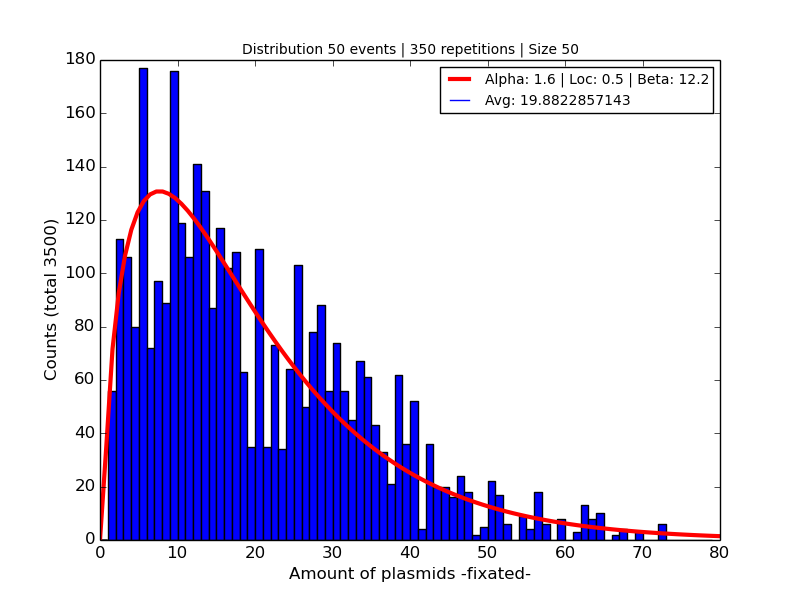 Distribution 50 events | 350 repetitions | Size 50
Alpha: 1.6 | Loc: 0.5 | Beta: 12.2
Avg: 19.8822857143
180
160
140
120
100
80
60
40
20
0
Counts (total 3500)
0 10 20 30 40 50 60 70 80
Amount of plasmids -fixated-